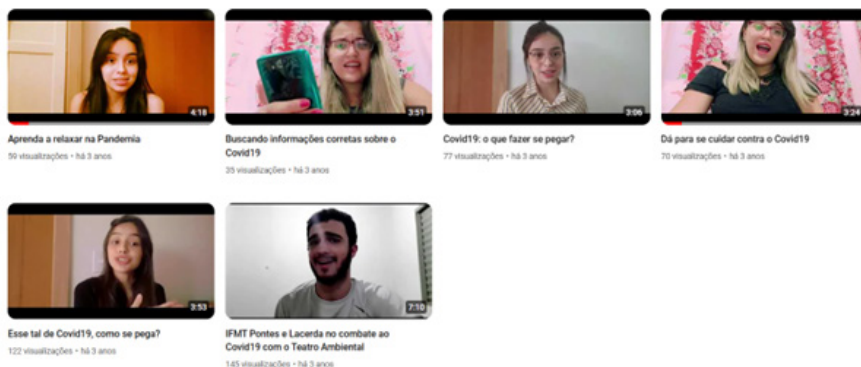 4:18
3:51
3:06
3:24
Aprenda a relaxar na Pandemia
59 visualizações • há 3 anos
Buscando informações corretas sobre o
Covid19
35 visualizações • há 3 anos
Covid19: o que fazer se pegar?
77 visualizações • há 3 anos
Dá para se cuidar contra o Covid19
70 visualizações • há 3 anos
3:53
7:10
Esse tal de Covid19, como se pega?
122 visualizações • há 3 anos
IFMT Pontes e Lacerda no combate ao
Covid19 com o Teatro Ambiental
145 visualizações • há 3 anos